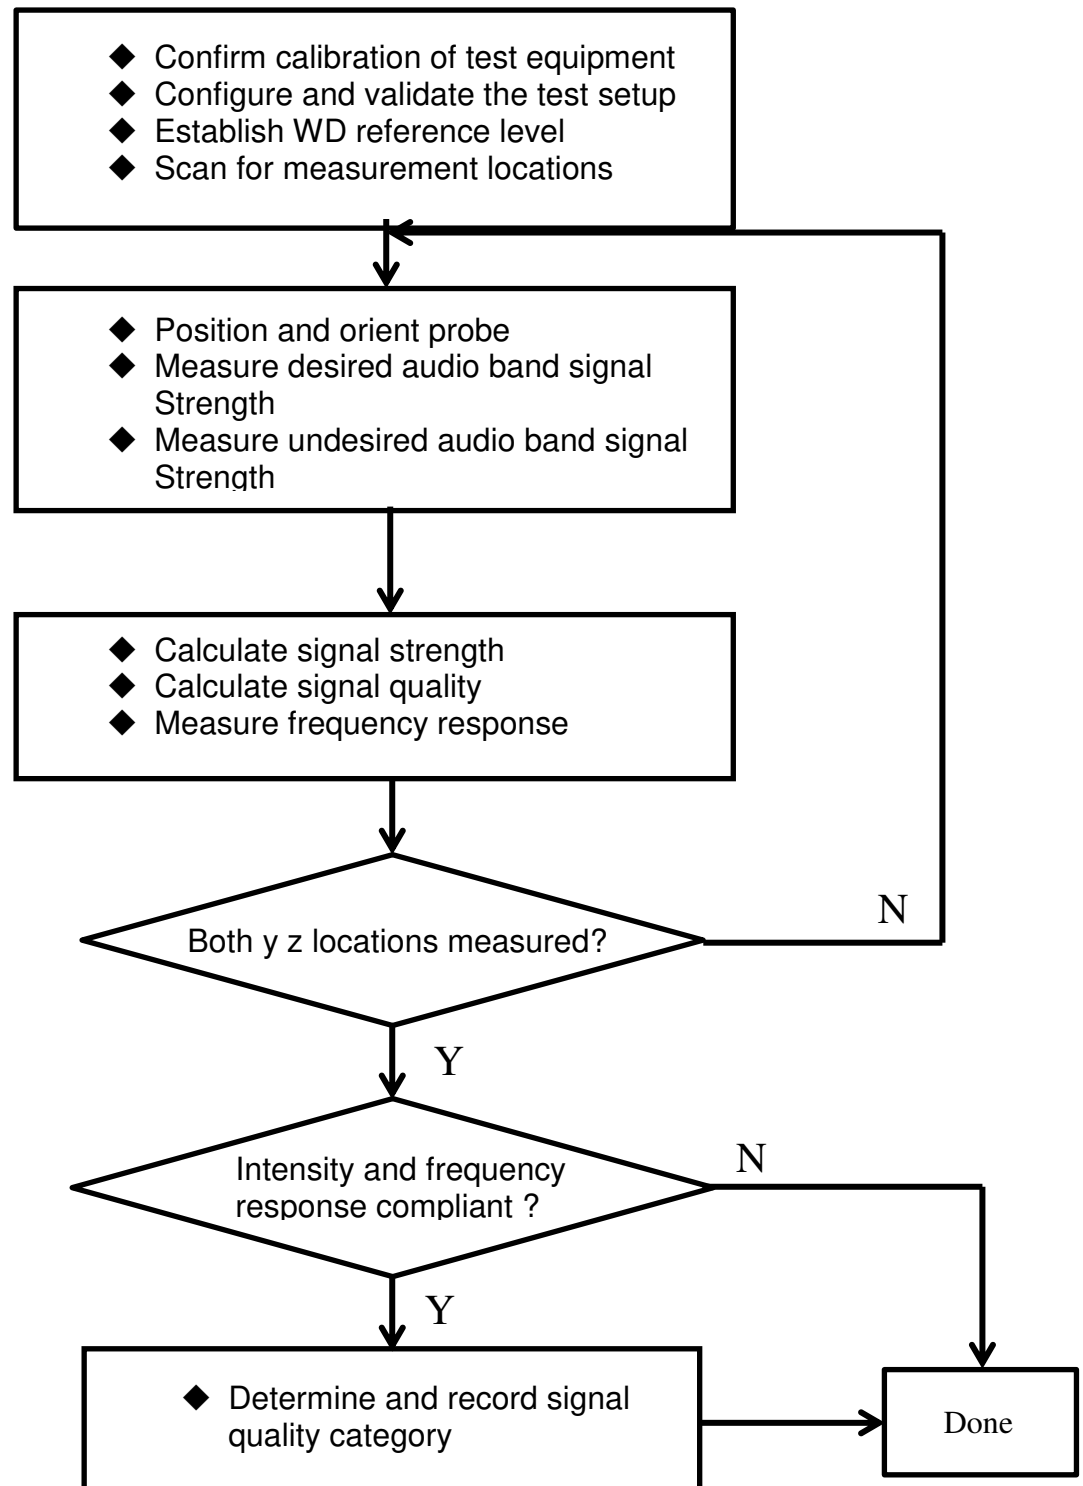 ◆ Confirm calibration of test equipment
◆ Configure and validate the test setup
◆ Establish WD reference level
◆ Scan for measurement locations
◆ Position and orient probe
◆ Measure desired audio band signal
Strength
◆ Measure undesired audio band signal
Strength
◆ Calculate signal strength
◆ Calculate signal quality
◆ Measure frequency response
Both y z locations measured?
N
Y
Intensity and frequency
response compliant ?
N
Y
◆ Determine and record signal
quality category
Done